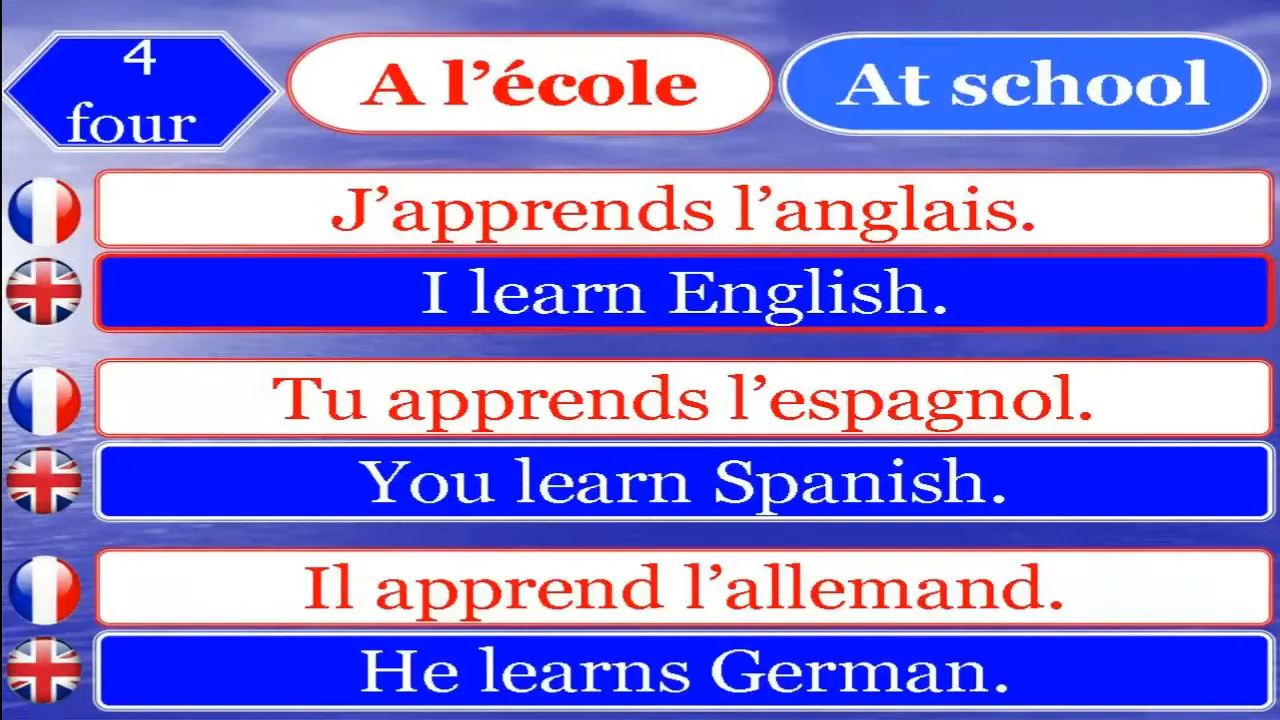 4
four
A l’école
At school
J’apprends l’anglais.
I learn English.
Tu apprends l’espagnol.
You learn Spanish.
Il apprend l’allemand.
He learns German.